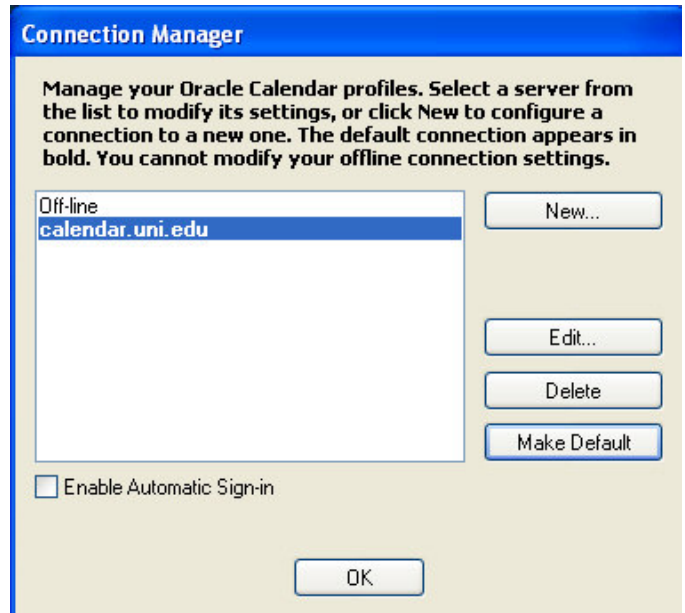 Connection Manager
Manage your Oracle Calendar profiles. Select a server from
the list to modify its settings, or click New to configure a
connection to a new one. The default connection appears in
bold. You cannot modify your offline connection settings.
Off-line
calendar.uni.edu
New...
Edit...
Delete
Make Default
Enable Automatic Sign-in
OK